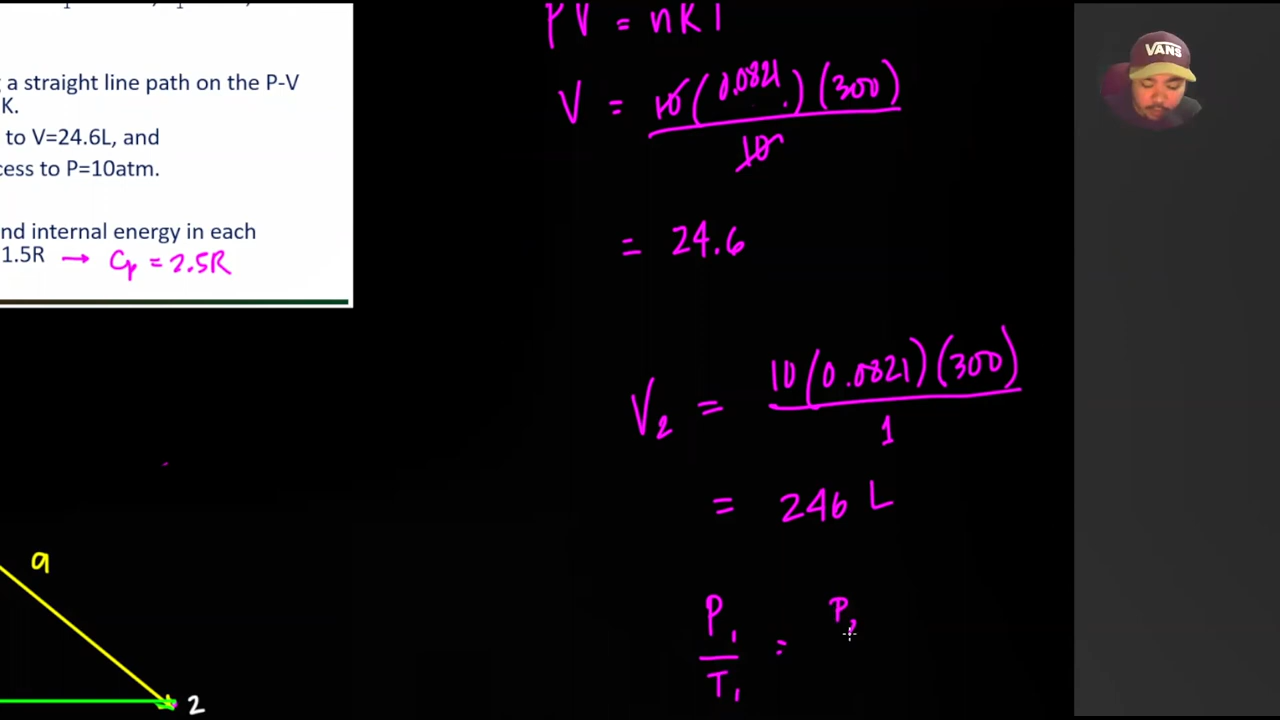 PV = nRT
g a straight line path on the P-V
K.
to V=24.6L, and
cess to P=10atm.
nd internal energy in each
1.5R → Cp = 2.5R
V = 10(0.0821)(300)
10
= 24.6
V2 = 10(0.0821)(300)
1
= 246 L
P1 = P
T1
a
2
VANS